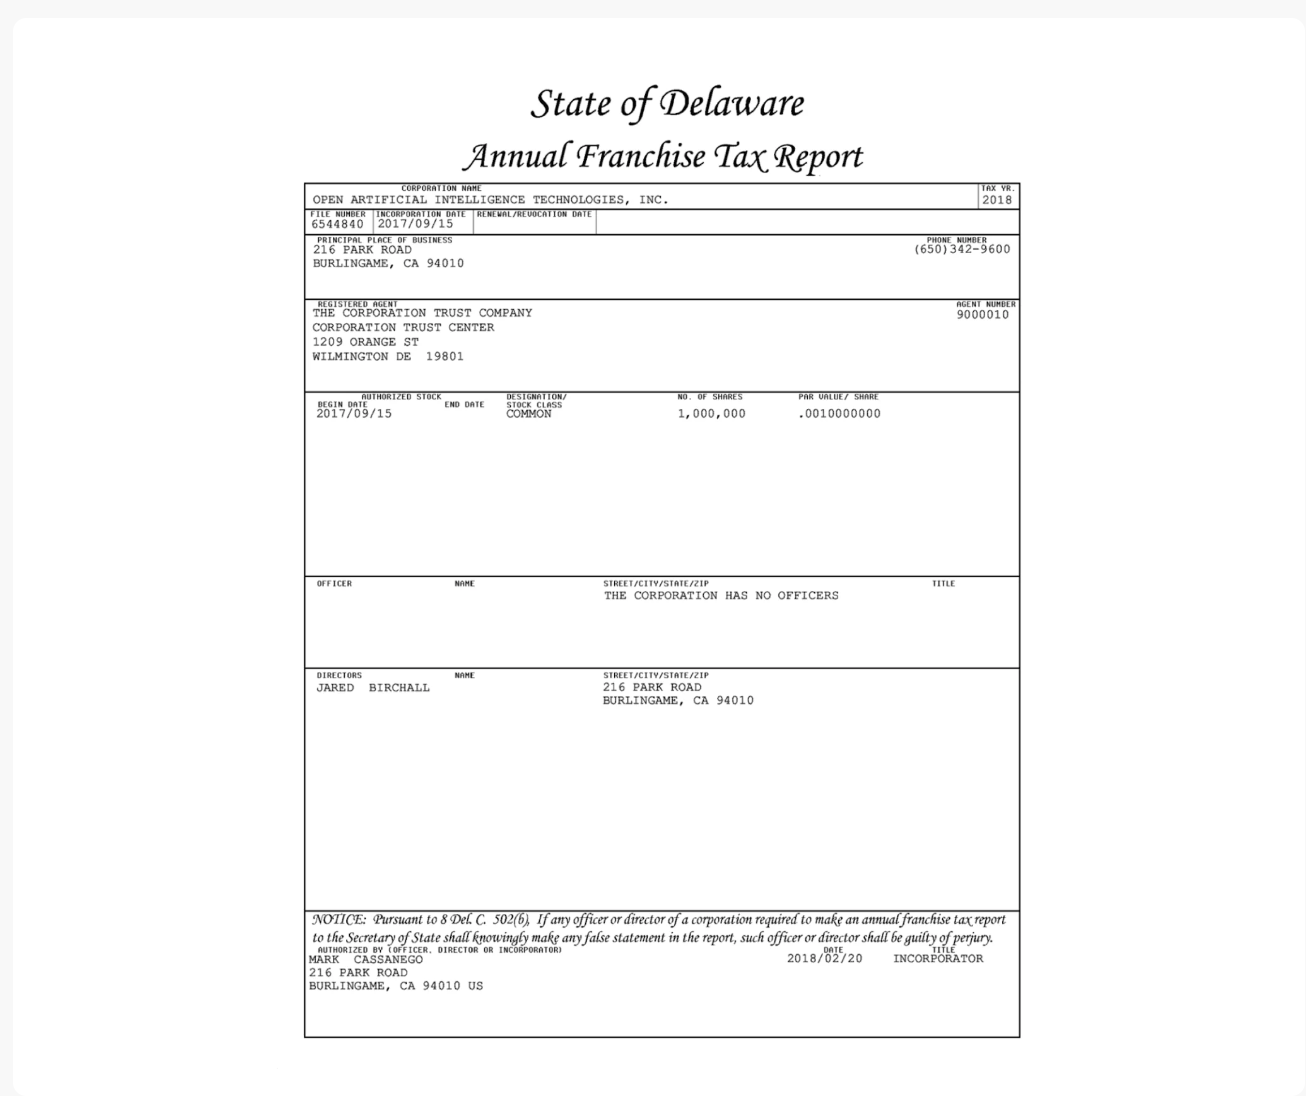 State of Delaware
Annual Franchise Tax Report
CORPORATION NAME TAX YR.
OPEN ARTIFICIAL INTELLIGENCE TECHNOLOGIES, INC. 2018
FILE NUMBER INCORPORATION DATE RENEWAL/REVOCATION DATE
6544840 2017/09/15
PRINCIPAL PLACE OF BUSINESS PHONE NUMBER
216 PARK ROAD (650)342-9600
BURLINGAME, CA 94010
REGISTERED AGENT AGENT NUMBER
THE CORPORATION TRUST COMPANY 9000010
CORPORATION TRUST CENTER
1209 ORANGE ST
WILMINGTON DE 19801
AUTHORIZED STOCK DESIGNATION/ NO. OF SHARES PAR VALUE/ SHARE
BEGIN DATE END DATE STOCK CLASS
2017/09/15 COMMON 1,000,000 .0010000000
OFFICER NAME STREET/CITY/STATE/ZIP TITLE
THE CORPORATION HAS NO OFFICERS
DIRECTORS NAME STREET/CITY/STATE/ZIP
JARED BIRCHALL 216 PARK ROAD
BURLINGAME, CA 94010
NOTICE: Pursuant to 8 Del. C. 502(b), If any officer or director of a corporation required to make an annual franchise tax report
to the Secretary of State shall knowingly make any false statement in the report, such officer or director shall be guilty of perjury.
AUTHORIZED BY (OFFICER, DIRECTOR OR INCORPORATOR) DATE TITLE
MARK CASSANEGO 2018/02/20 INCORPORATOR
216 PARK ROAD
BURLINGAME, CA 94010 US